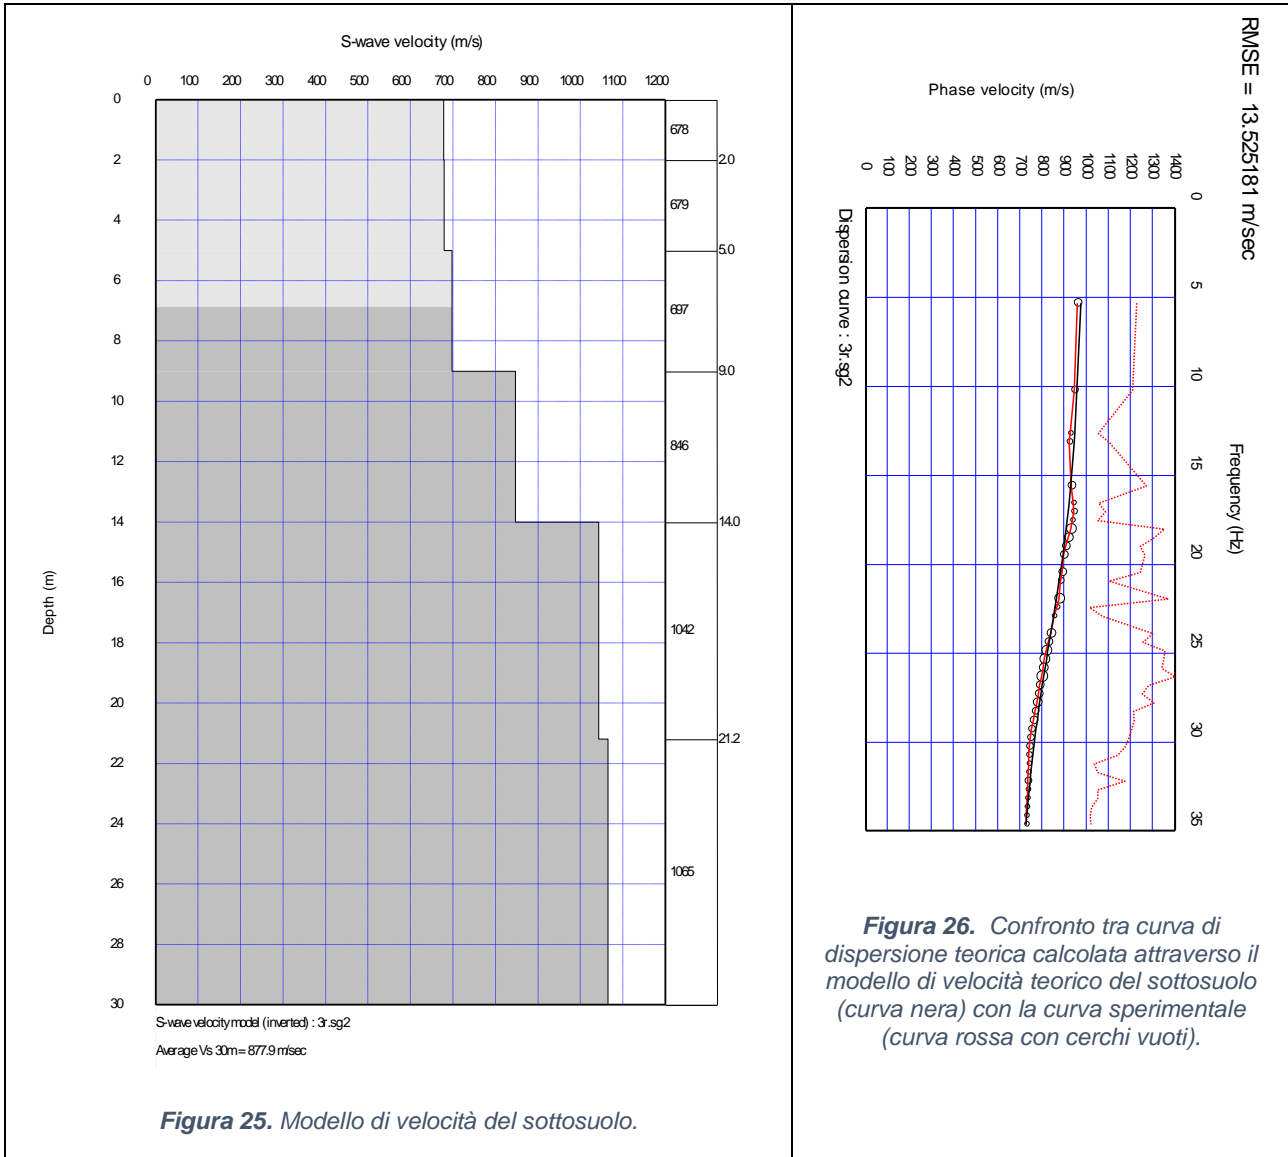 S-wave velocity (m/s)
0 100 200 300 400 500 600 700 800 900 1000 1100 1200
0
2
4
6
8
10
12
14
16
18
20
22
24
26
28
30
Depth (m)
678
2.0
679
5.0
697
9.0
846
14.0
1042
21.2
1065
S-wave velocity model (inverted) : 3r.sg2
Average Vs 30m = 877.9 m/sec
Figura 25. Modello di velocità del sottosuolo.
RMSE = 13.525181 m/sec
Phase velocity (m/s)
0 100 200 300 400 500 600 700 800 900 1000 1100 1200 1300 1400
0
5
10
15
20
25
30
35
Frequency (Hz)
Dispersion curve : 3r.sg2
Figura 26. Confronto tra curva di
dispersione teorica calcolata attraverso il
modello di velocità teorico del sottosuolo
(curva nera) con la curva sperimentale
(curva rossa con cerchi vuoti).